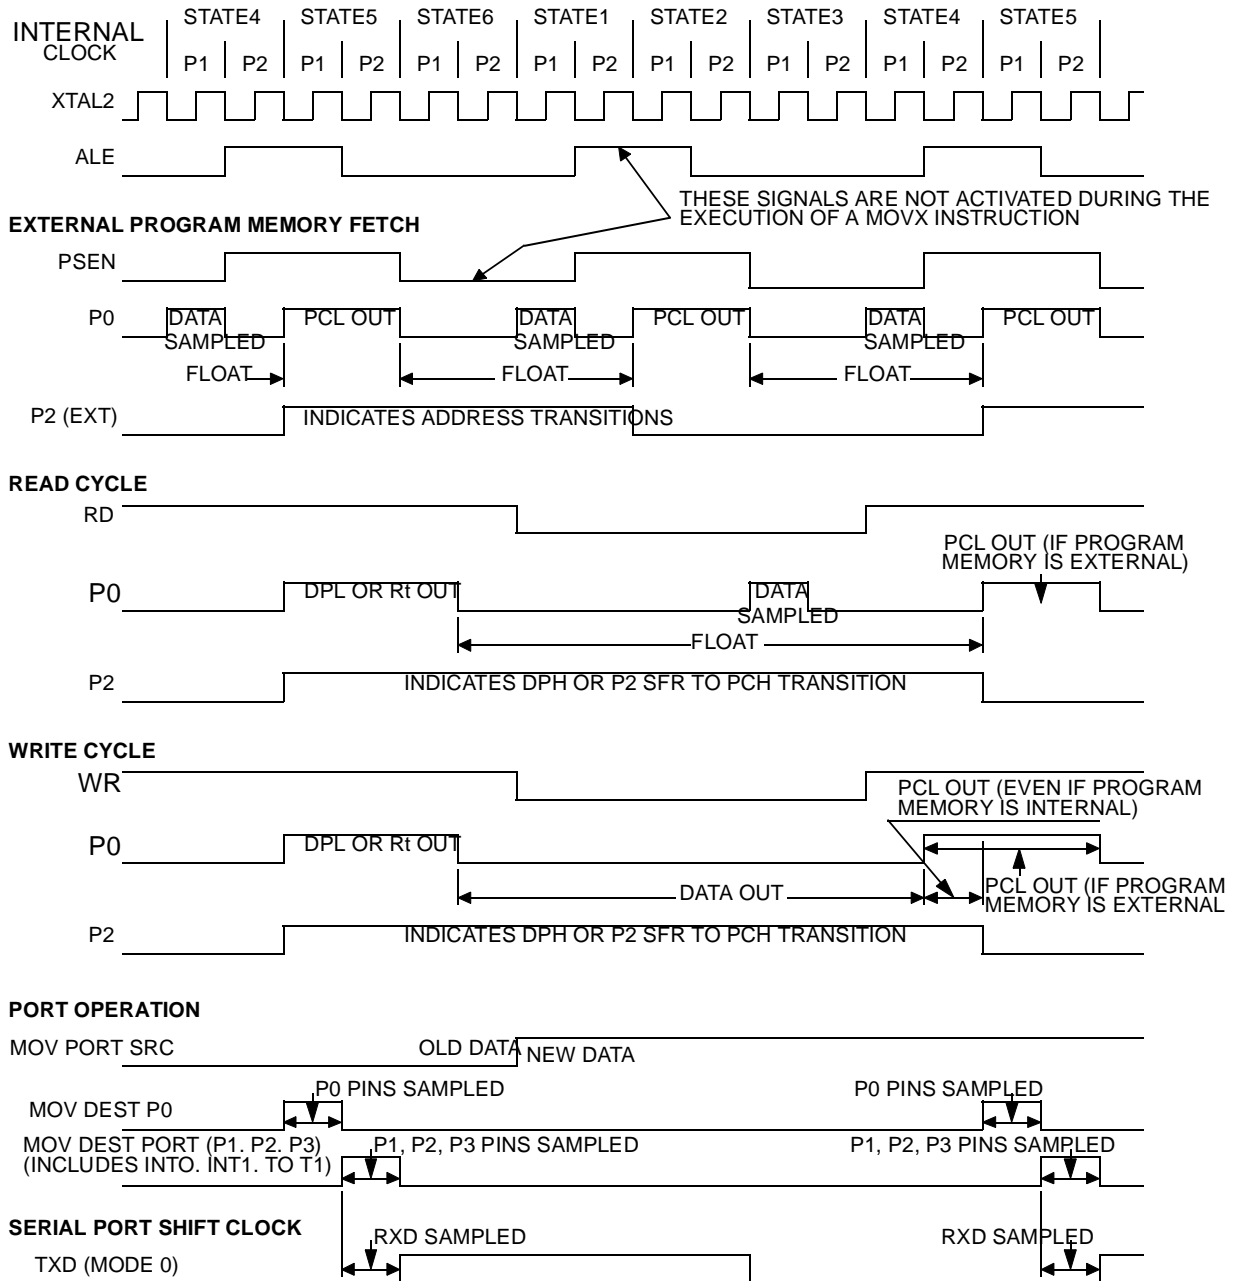 INTERNAL CLOCK
STATE4 STATE5 STATE6 STATE1 STATE2 STATE3 STATE4 STATE5
P1 P2 P1 P2 P1 P2 P1 P2 P1 P2 P1 P2 P1 P2 P1 P2
XTAL2
ALE
THESE SIGNALS ARE NOT ACTIVATED DURING THE
EXECUTION OF A MOVX INSTRUCTION
EXTERNAL PROGRAM MEMORY FETCH
PSEN
P0 DATA PCL OUT DATA PCL OUT DATA PCL OUT
SAMPLED SAMPLED SAMPLED
FLOAT FLOAT FLOAT
P2 (EXT) INDICATES ADDRESS TRANSITIONS
READ CYCLE
RD
PCL OUT (IF PROGRAM
MEMORY IS EXTERNAL)
P0 DPL OR Rt OUT DATA
SAMPLED
FLOAT
P2 INDICATES DPH OR P2 SFR TO PCH TRANSITION
WRITE CYCLE
WR
PCL OUT (EVEN IF PROGRAM
MEMORY IS INTERNAL)
P0 DPL OR Rt OUT
DATA OUT
PCL OUT (IF PROGRAM
MEMORY IS EXTERNAL
P2 INDICATES DPH OR P2 SFR TO PCH TRANSITION
PORT OPERATION
MOV PORT SRC OLD DATA NEW DATA
P0 PINS SAMPLED P0 PINS SAMPLED
MOV DEST P0
MOV DEST PORT (P1. P2. P3) P1, P2, P3 PINS SAMPLED P1, P2, P3 PINS SAMPLED
(INCLUDES INTO. INT1. TO T1)
SERIAL PORT SHIFT CLOCK
RXD SAMPLED RXD SAMPLED
TXD (MODE 0)